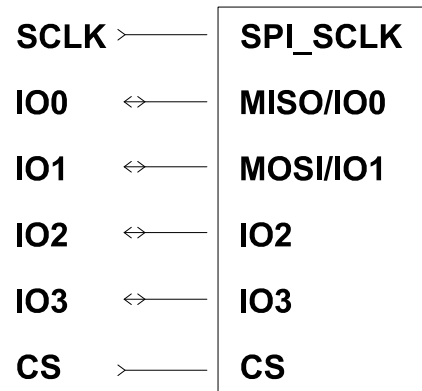 SCLK SPI_SCLK
IO0 MISO/IO0
IO1 MOSI/IO1
IO2 IO2
IO3 IO3
CS CS